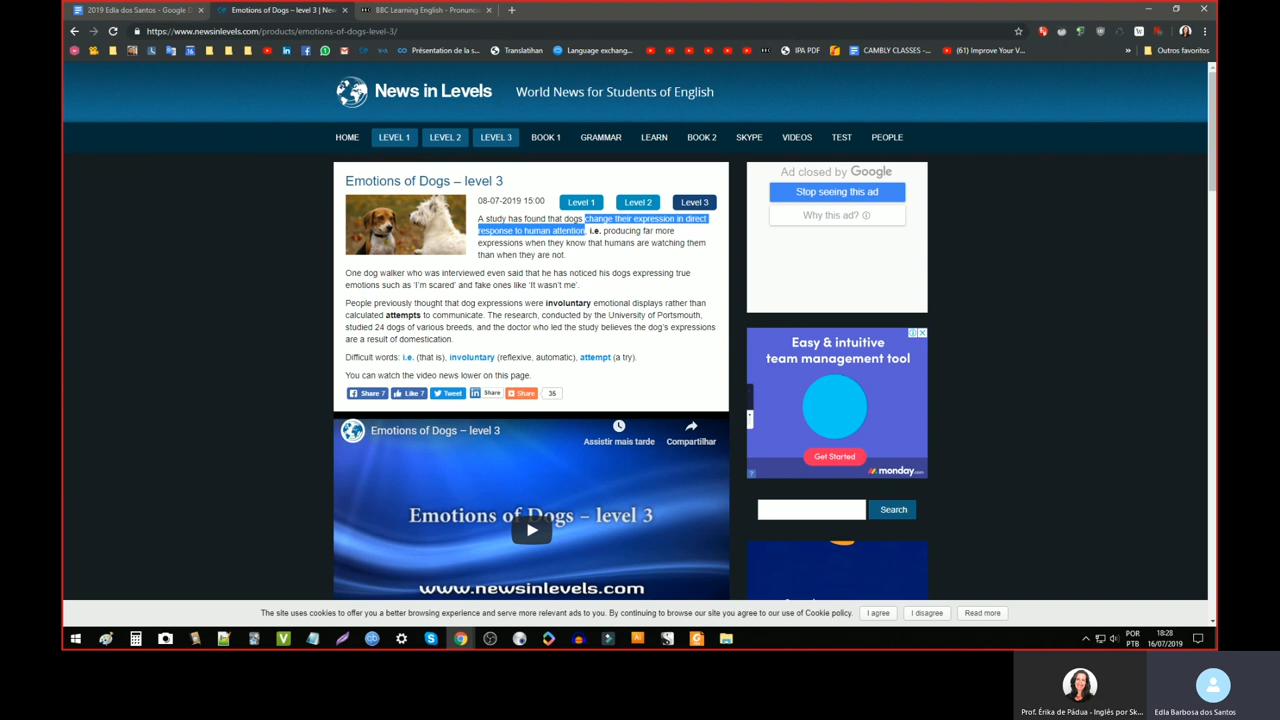 2019 Edla dos Santos - Google D
Emotions of Dogs – level 3 | New
BBC Learning English - Pronunci
https://www.newsinlevels.com/products/emotions-of-dogs-level-3/
Présentation de la s...
Translatihan
Language exchang...
IPA PDF
CAMBLY CLASSES -...
(61) Improve Your V...
»
Outros favoritos
News in Levels
World News for Students of English
HOME LEVEL 1 LEVEL 2 LEVEL 3 BOOK 1 GRAMMAR LEARN BOOK 2 SKYPE VIDEOS TEST PEOPLE
Emotions of Dogs – level 3
08-07-2019 15:00 Level 1 Level 2 Level 3
A study has found that dogs change their expression in direct
response to human attention, i.e. producing far more
expressions when they know that humans are watching them
than when they are not.
One dog walker who was interviewed even said that he has noticed his dogs expressing true
emotions such as ‘I’m scared’ and fake ones like ‘It wasn’t me’.
People previously thought that dog expressions were involuntary emotional displays rather than
calculated attempts to communicate. The research, conducted by the University of Portsmouth,
studied 24 dogs of various breeds, and the doctor who led the study believes the dog’s expressions
are a result of domestication.
Difficult words: i.e. (that is), involuntary (reflexive, automatic), attempt (a try).
You can watch the video news lower on this page.
Share 7 Like 7 Tweet Share Share 35
Emotions of Dogs – level 3
Assistir mais tarde
Compartilhar
Emotions of Dogs – level 3
www.newsinlevels.com
Ad closed by Google
Stop seeing this ad
Why this ad?
Easy & intuitive
team management tool
Get Started
monday.com
Search
The site uses cookies to offer you a better browsing experience and serve more relevant ads to you. By continuing to browse our site you agree to our use of Cookie policy. I agree I disagree Read more
POR
PTB
18:28
16/07/2019
Prof. Érika de Pádua - Inglês por Sk...
Edla Barbosa dos Santos